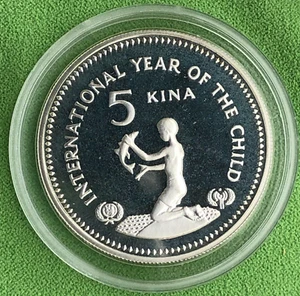 INTERNATIONAL YEAR OF THE CHILD
5
KINA